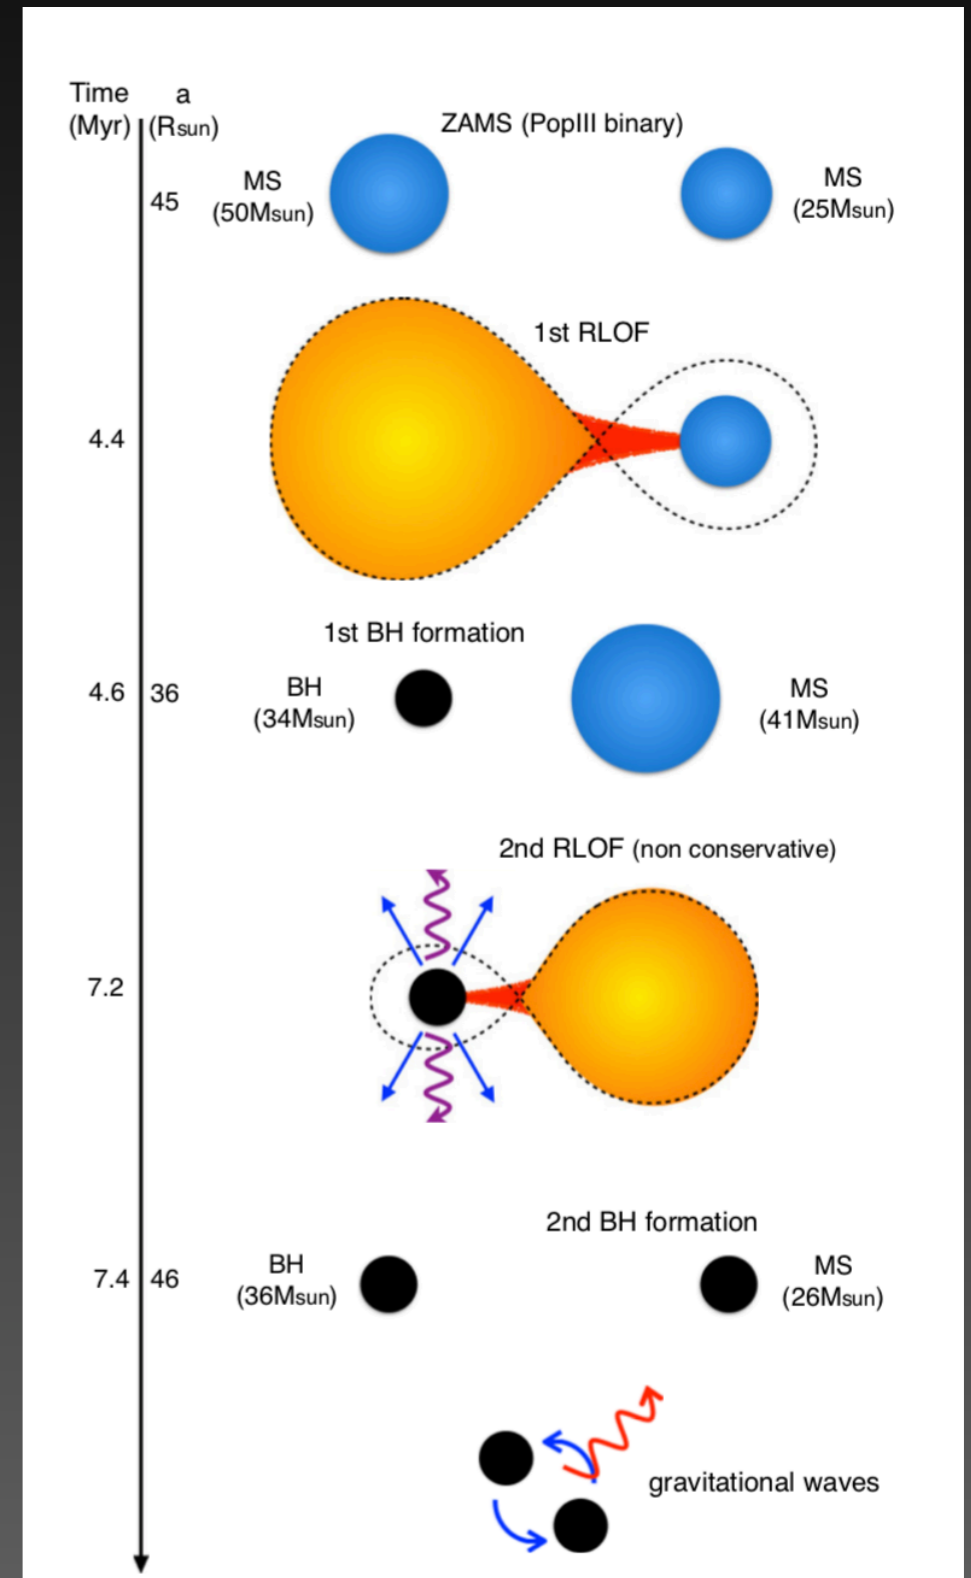 Time a
(Myr) (Rsun)
ZAMS (PopIII binary)
45
MS
(50Msun)
MS
(25Msun)
1st RLOF
4.4
1st BH formation
4.6 36
BH
(34Msun)
MS
(41Msun)
2nd RLOF (non conservative)
7.2
2nd BH formation
7.4 46
BH
(36Msun)
MS
(26Msun)
gravitational waves